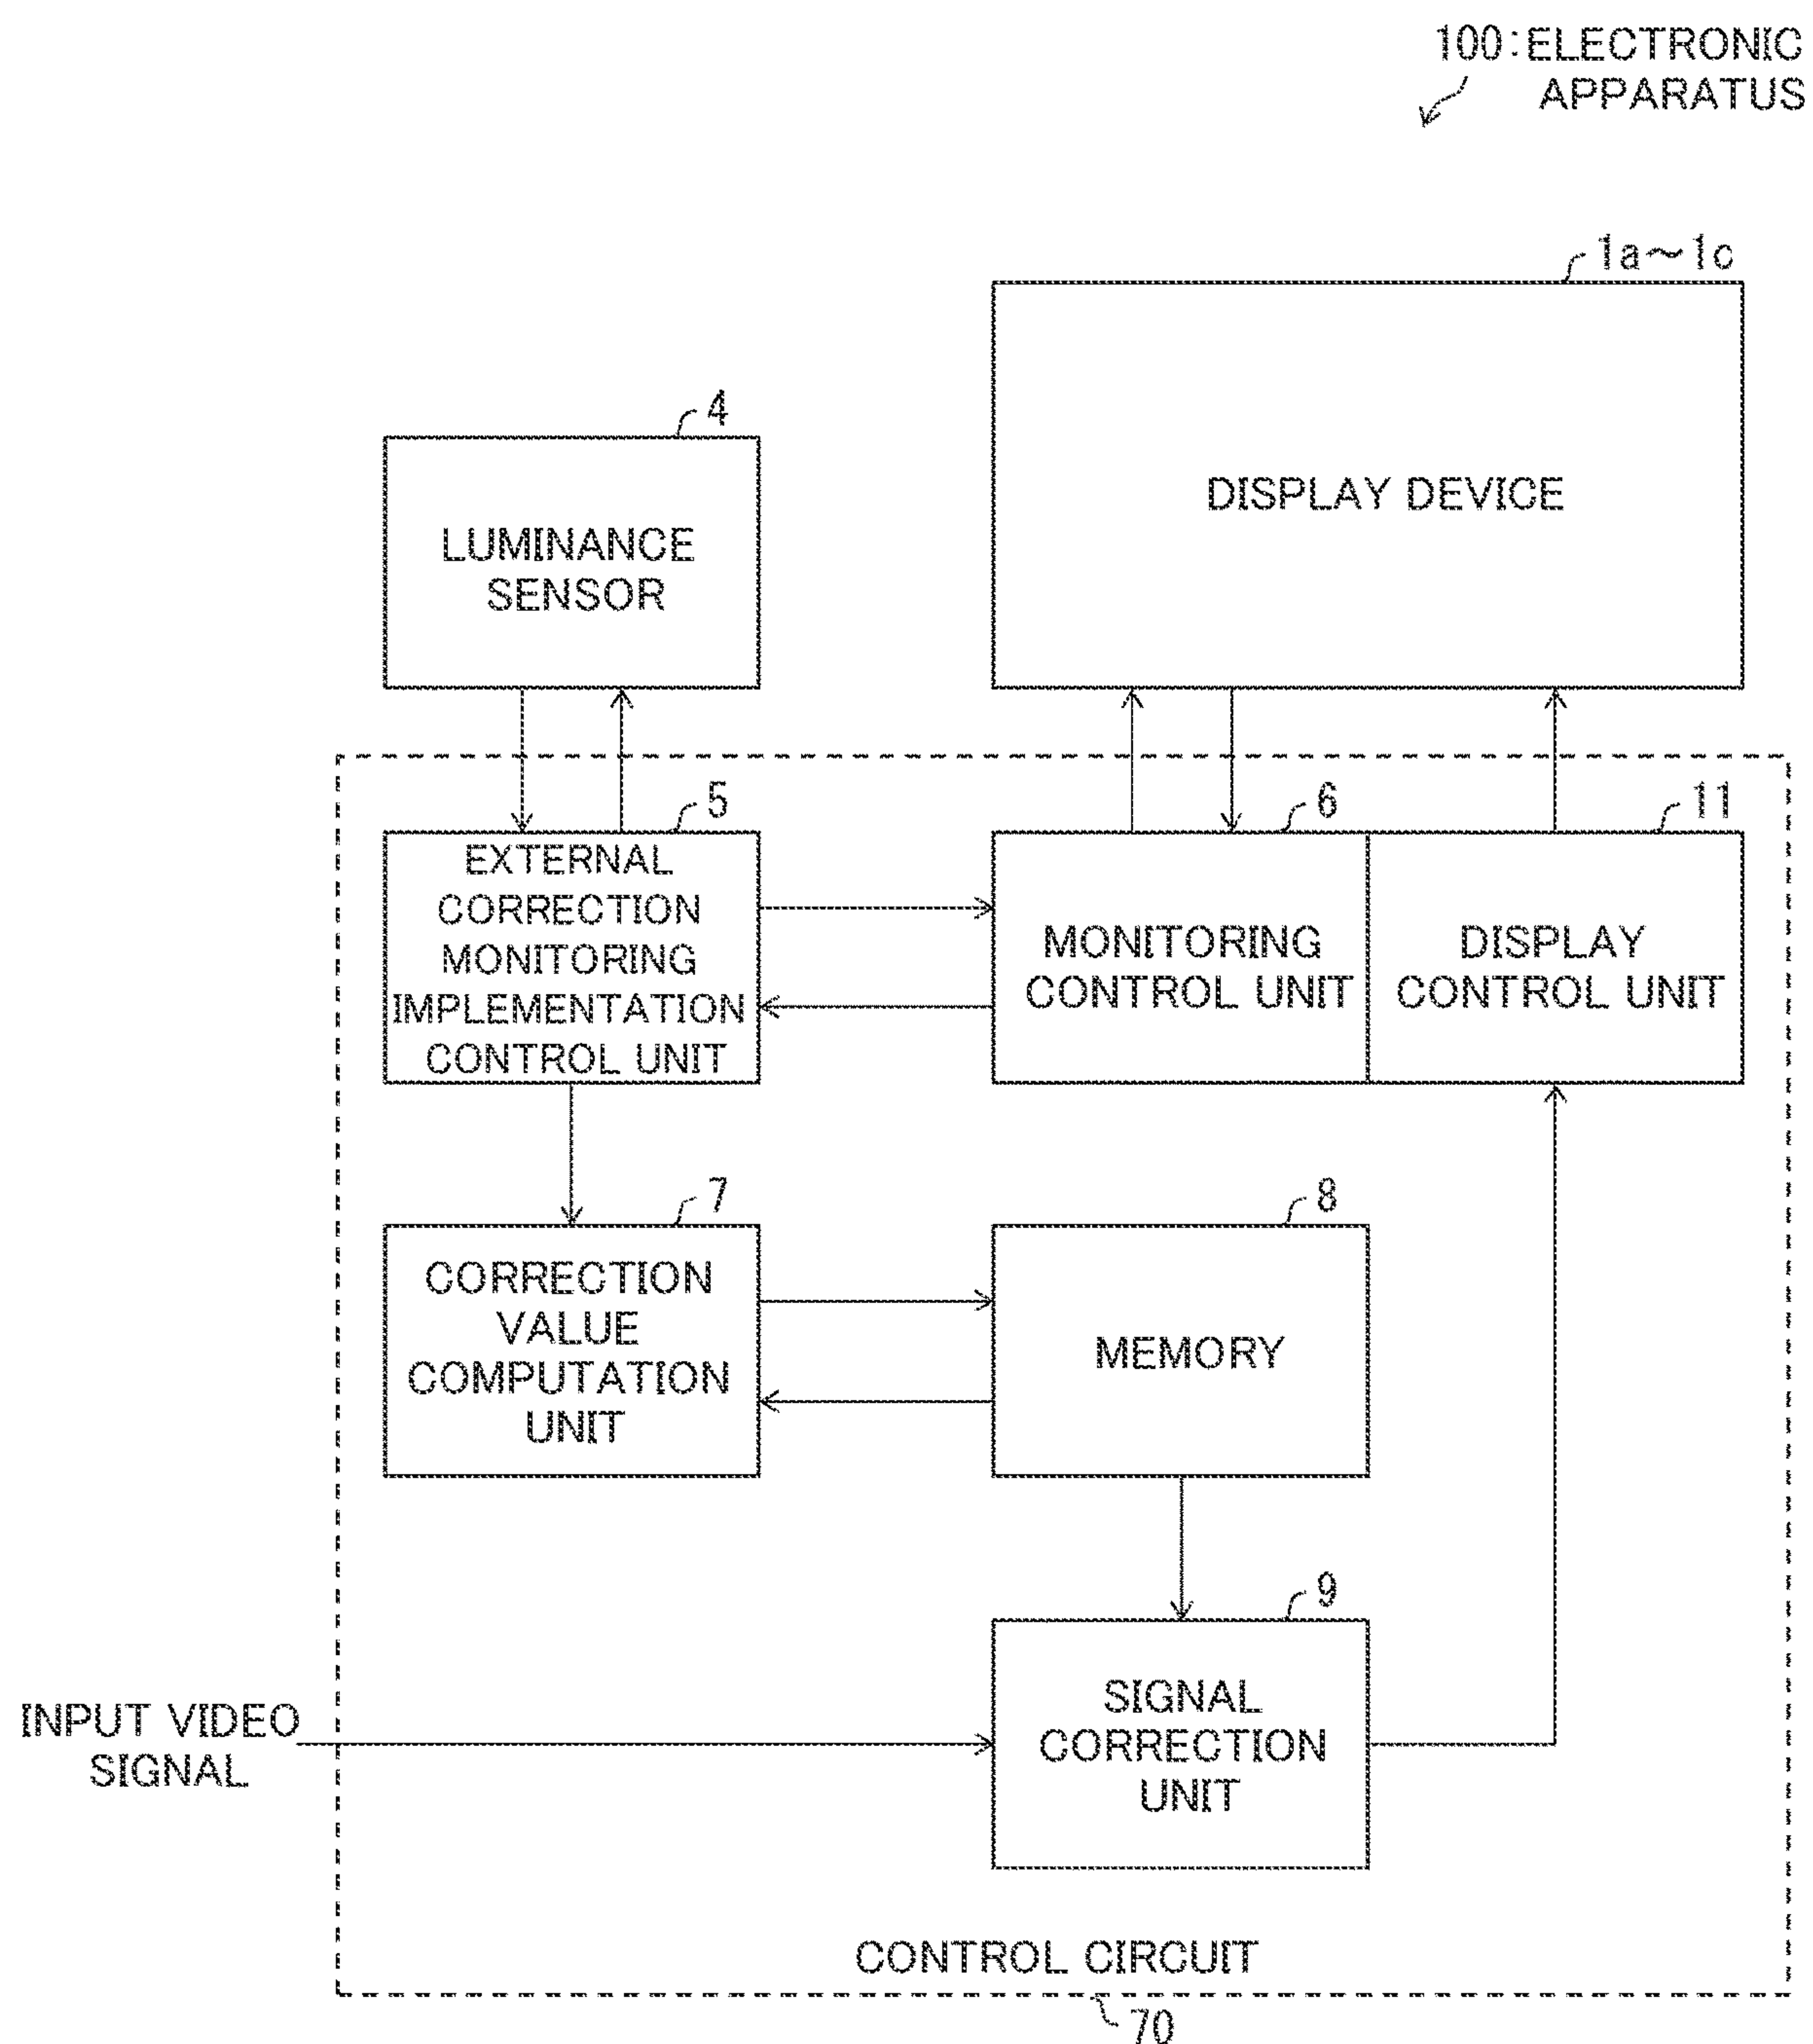 100:ELECTRONIC
APPARATUS
1a～1c
DISPLAY DEVICE
4
LUMINANCE
SENSOR
5
EXTERNAL
CORRECTION
MONITORING
IMPLEMENTATION
CONTROL UNIT
6
MONITORING
CONTROL UNIT
11
DISPLAY
CONTROL UNIT
7
CORRECTION
VALUE
COMPUTATION
UNIT
8
MEMORY
9
SIGNAL
CORRECTION
UNIT
INPUT VIDEO
SIGNAL
CONTROL CIRCUIT
70